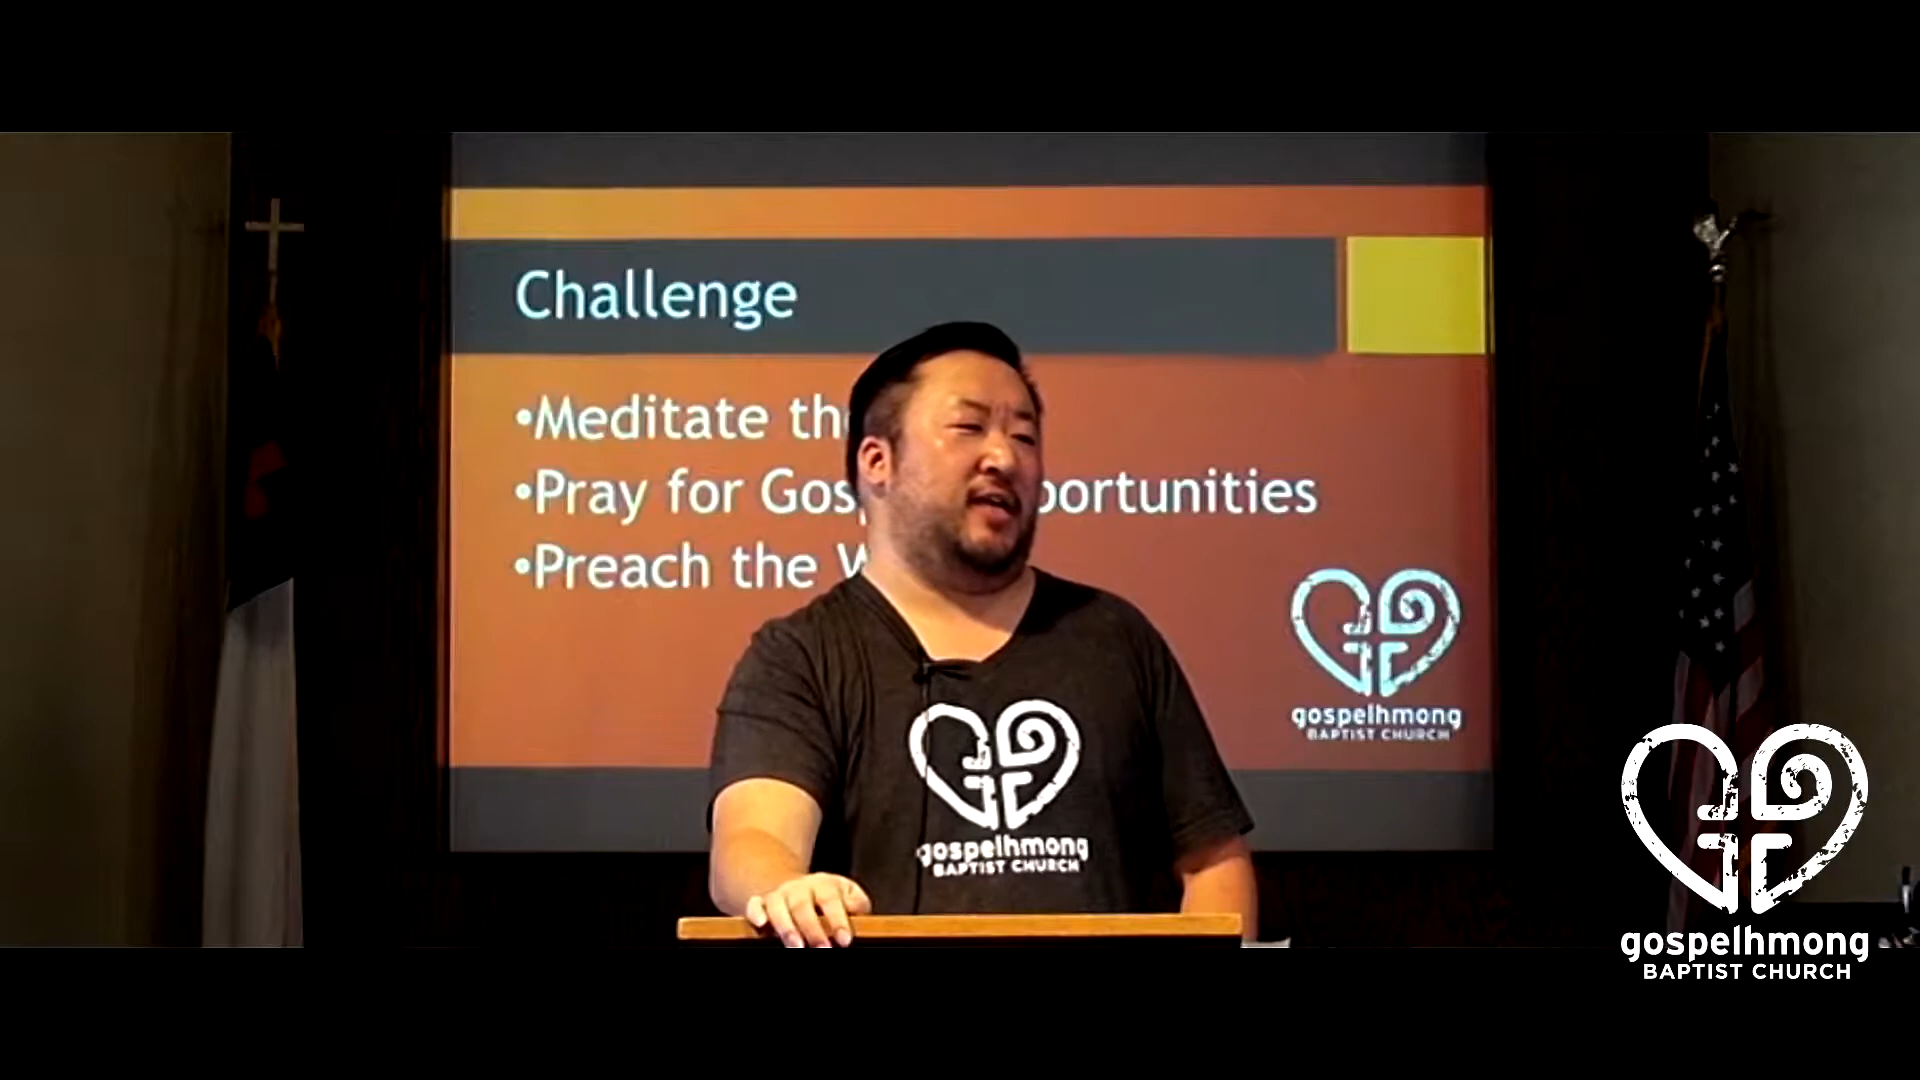 Challenge
•Meditate th
•Pray for Gos portunities
•Preach the
gospelhmong
BAPTIST CHURCH
gospelhmong
BAPTIST CHURCH
gospelhmong
BAPTIST CHURCH